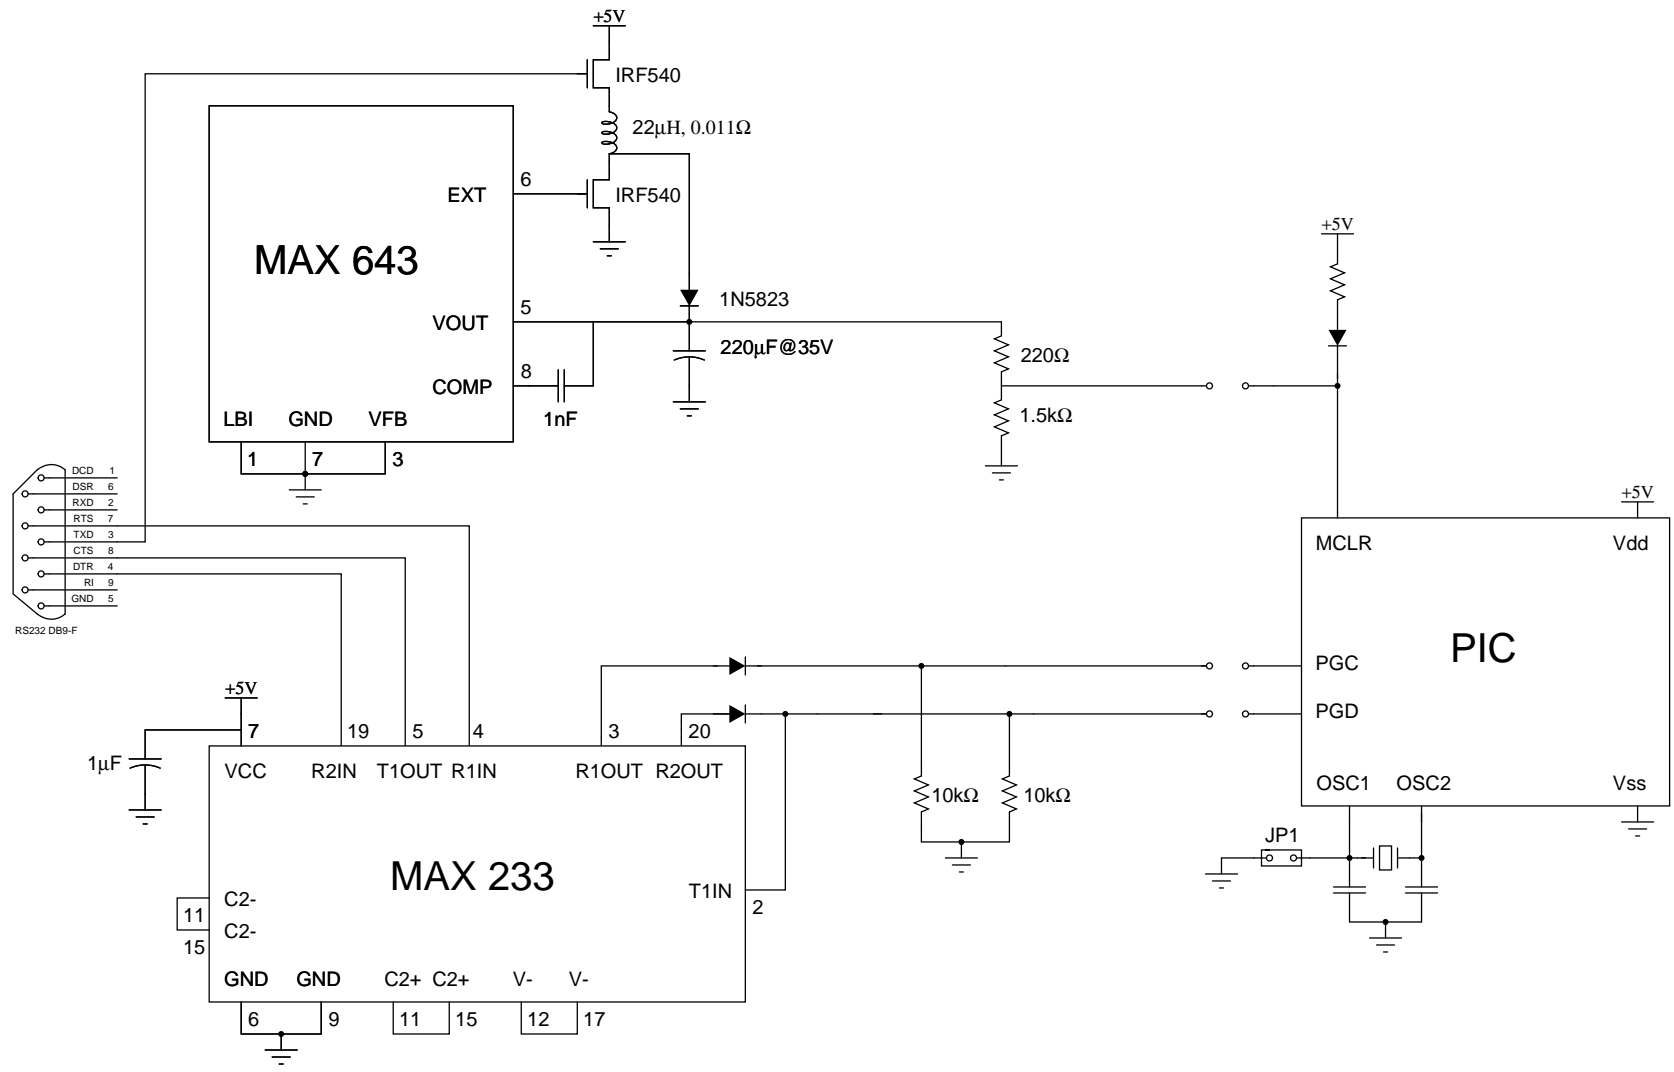 +5V
IRF540
22μH, 0.011Ω
EXT
6
IRF540
MAX 643
+5V
1N5823
VOUT
5
220μF@35V
220Ω
COMP
8
1nF
1.5kΩ
LBI GND VFB
1 7 3
DCD 1
DSR 6
RXD 2
RTS 7
TXD 3
CTS 8
DTR 4
RI 9
GND 5
RS232 DB9-F
+5V
MCLR Vdd
PIC
PGC
PGD
OSC1 OSC2 Vss
JP1
+5V
7 19 5 4 3 20
1μF
VCC R2IN T1OUT R1IN R1OUT R2OUT
10kΩ 10kΩ
MAX 233
T1IN
2
C2-
11
C2-
15
GND GND C2+ C2+ V- V-
6 9 11 15 12 17